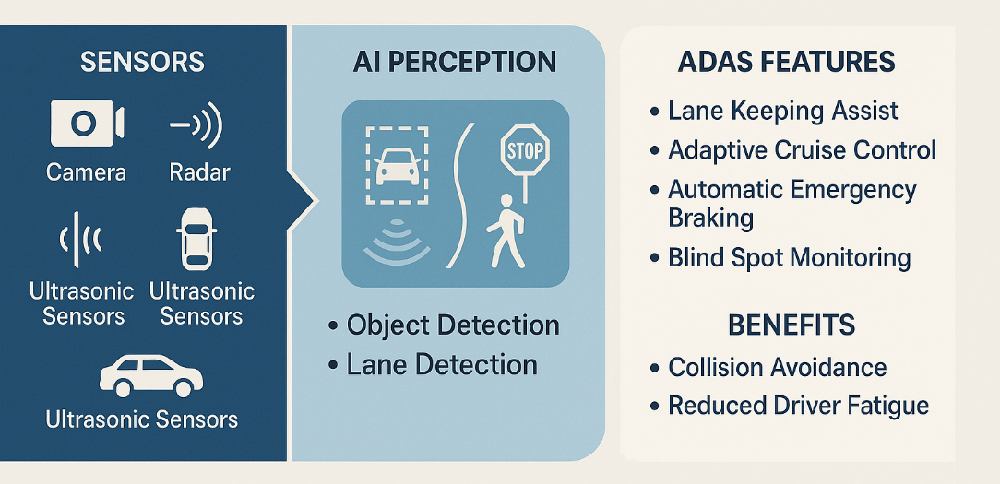 SENSORS
Camera
Radar
Ultrasonic
Sensors
Ultrasonic
Sensors
Ultrasonic Sensors
AI PERCEPTION
STOP
• Object Detection
• Lane Detection
ADAS FEATURES
• Lane Keeping Assist
• Adaptive Cruise Control
• Automatic Emergency
Braking
• Blind Spot Monitoring
BENEFITS
• Collision Avoidance
• Reduced Driver Fatigue